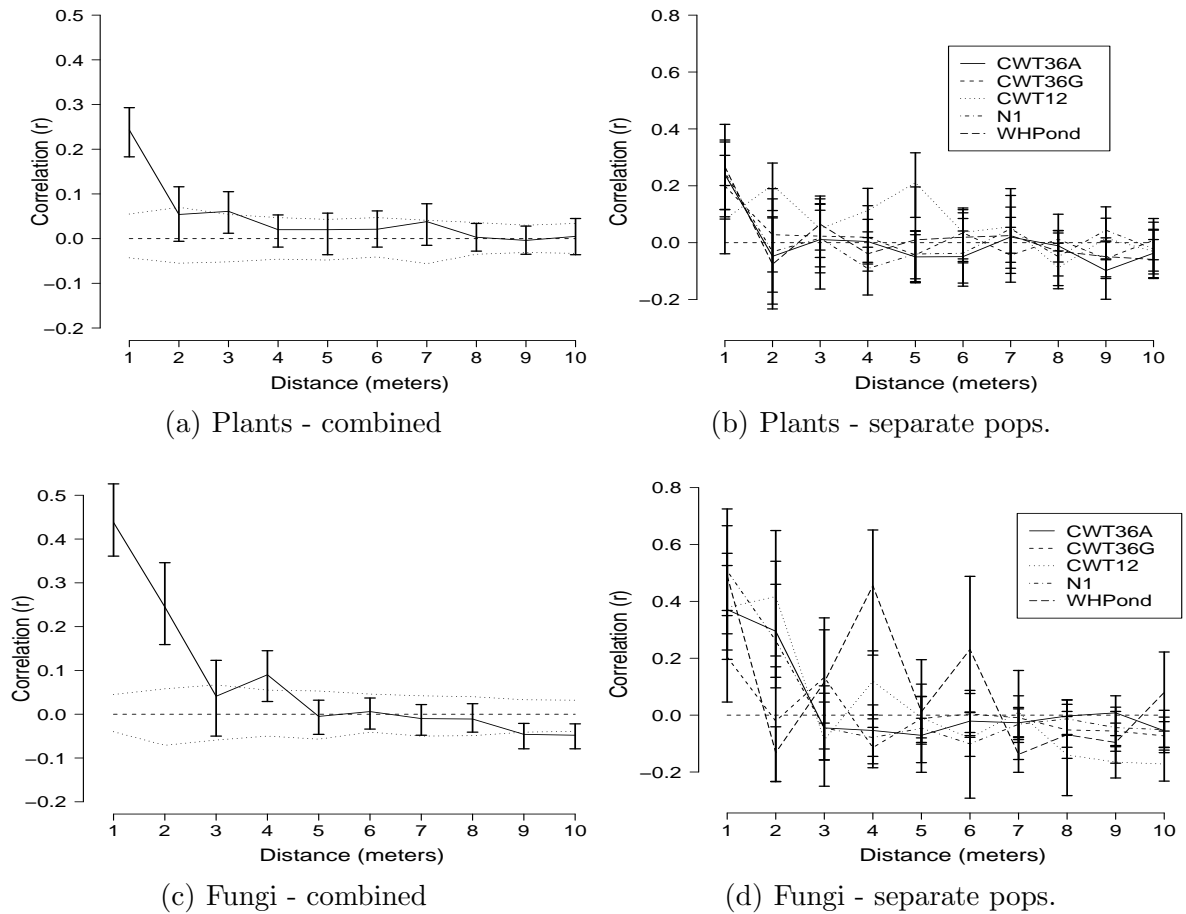 0.5
0.4
0.3
0.2
0.1
0.0
−0.1
−0.2
Correlation (r)
1 2 3 4 5 6 7 8 9 10
Distance (meters)
(a) Plants - combined
0.8
0.6
0.4
0.2
0.0
−0.2
Correlation (r)
CWT36A
CWT36G
CWT12
N1
WHPond
1 2 3 4 5 6 7 8 9 10
Distance (meters)
(b) Plants - separate pops.
0.5
0.4
0.3
0.2
0.1
0.0
−0.1
−0.2
Correlation (r)
1 2 3 4 5 6 7 8 9 10
Distance (meters)
(c) Fungi - combined
0.8
0.6
0.4
0.2
0.0
−0.2
Correlation (r)
CWT36A
CWT36G
CWT12
N1
WHPond
1 2 3 4 5 6 7 8 9 10
Distance (meters)
(d) Fungi - separate pops.